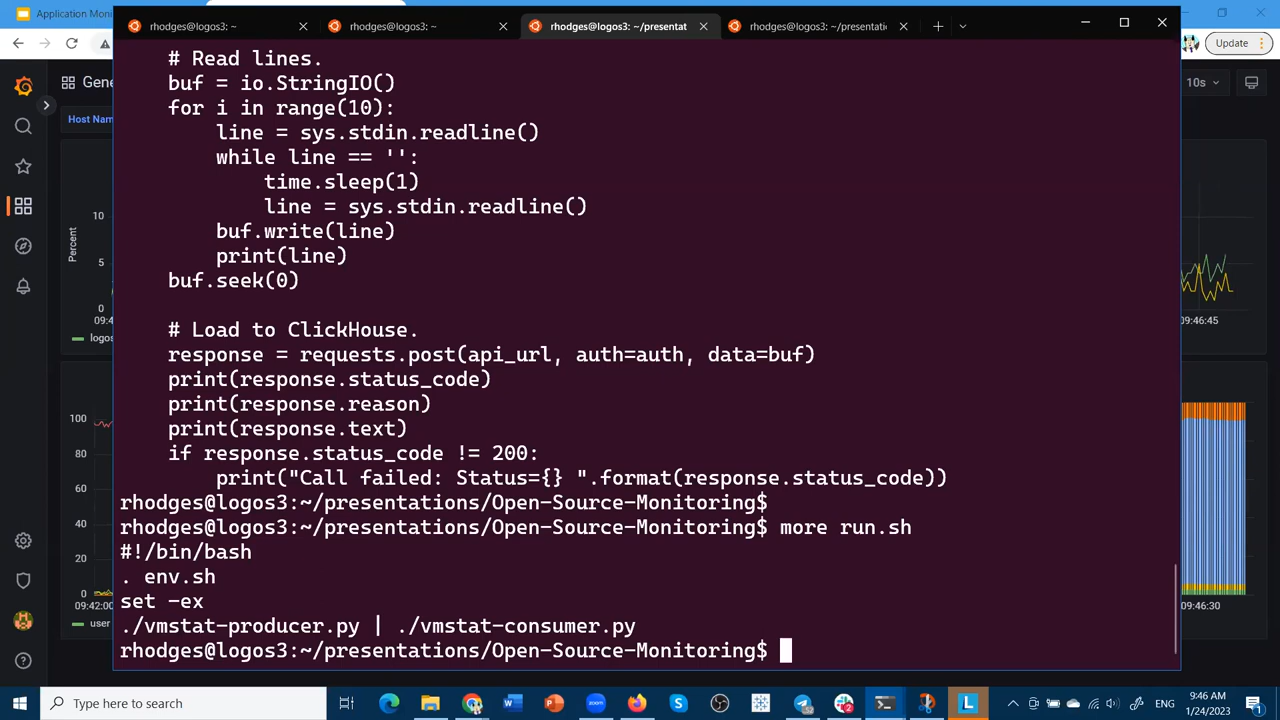 Application Moni
rhodges@logos3: ~
rhodges@logos3: ~
rhodges@logos3: ~/presentat
rhodges@logos3: ~/presentatio
Update
Gene
10s
Host Nam
# Read lines.
buf = io.StringIO()
for i in range(10):
line = sys.stdin.readline()
while line == '':
time.sleep(1)
line = sys.stdin.readline()
buf.write(line)
print(line)
buf.seek(0)
# Load to ClickHouse.
response = requests.post(api_url, auth=auth, data=buf)
print(response.status_code)
print(response.reason)
print(response.text)
if response.status_code != 200:
print("Call failed: Status={} ".format(response.status_code))
rhodges@logos3:~/presentations/Open-Source-Monitoring$
rhodges@logos3:~/presentations/Open-Source-Monitoring$ more run.sh
#!/bin/bash
. env.sh
set -ex
./vmstat-producer.py | ./vmstat-consumer.py
rhodges@logos3:~/presentations/Open-Source-Monitoring$
10
Percent
5
0
09:4
logos
09:46:45
100
80
60
40
20
0
09:42:00
user
09:46:30
Type here to search
ENG
9:46 AM
1/24/2023